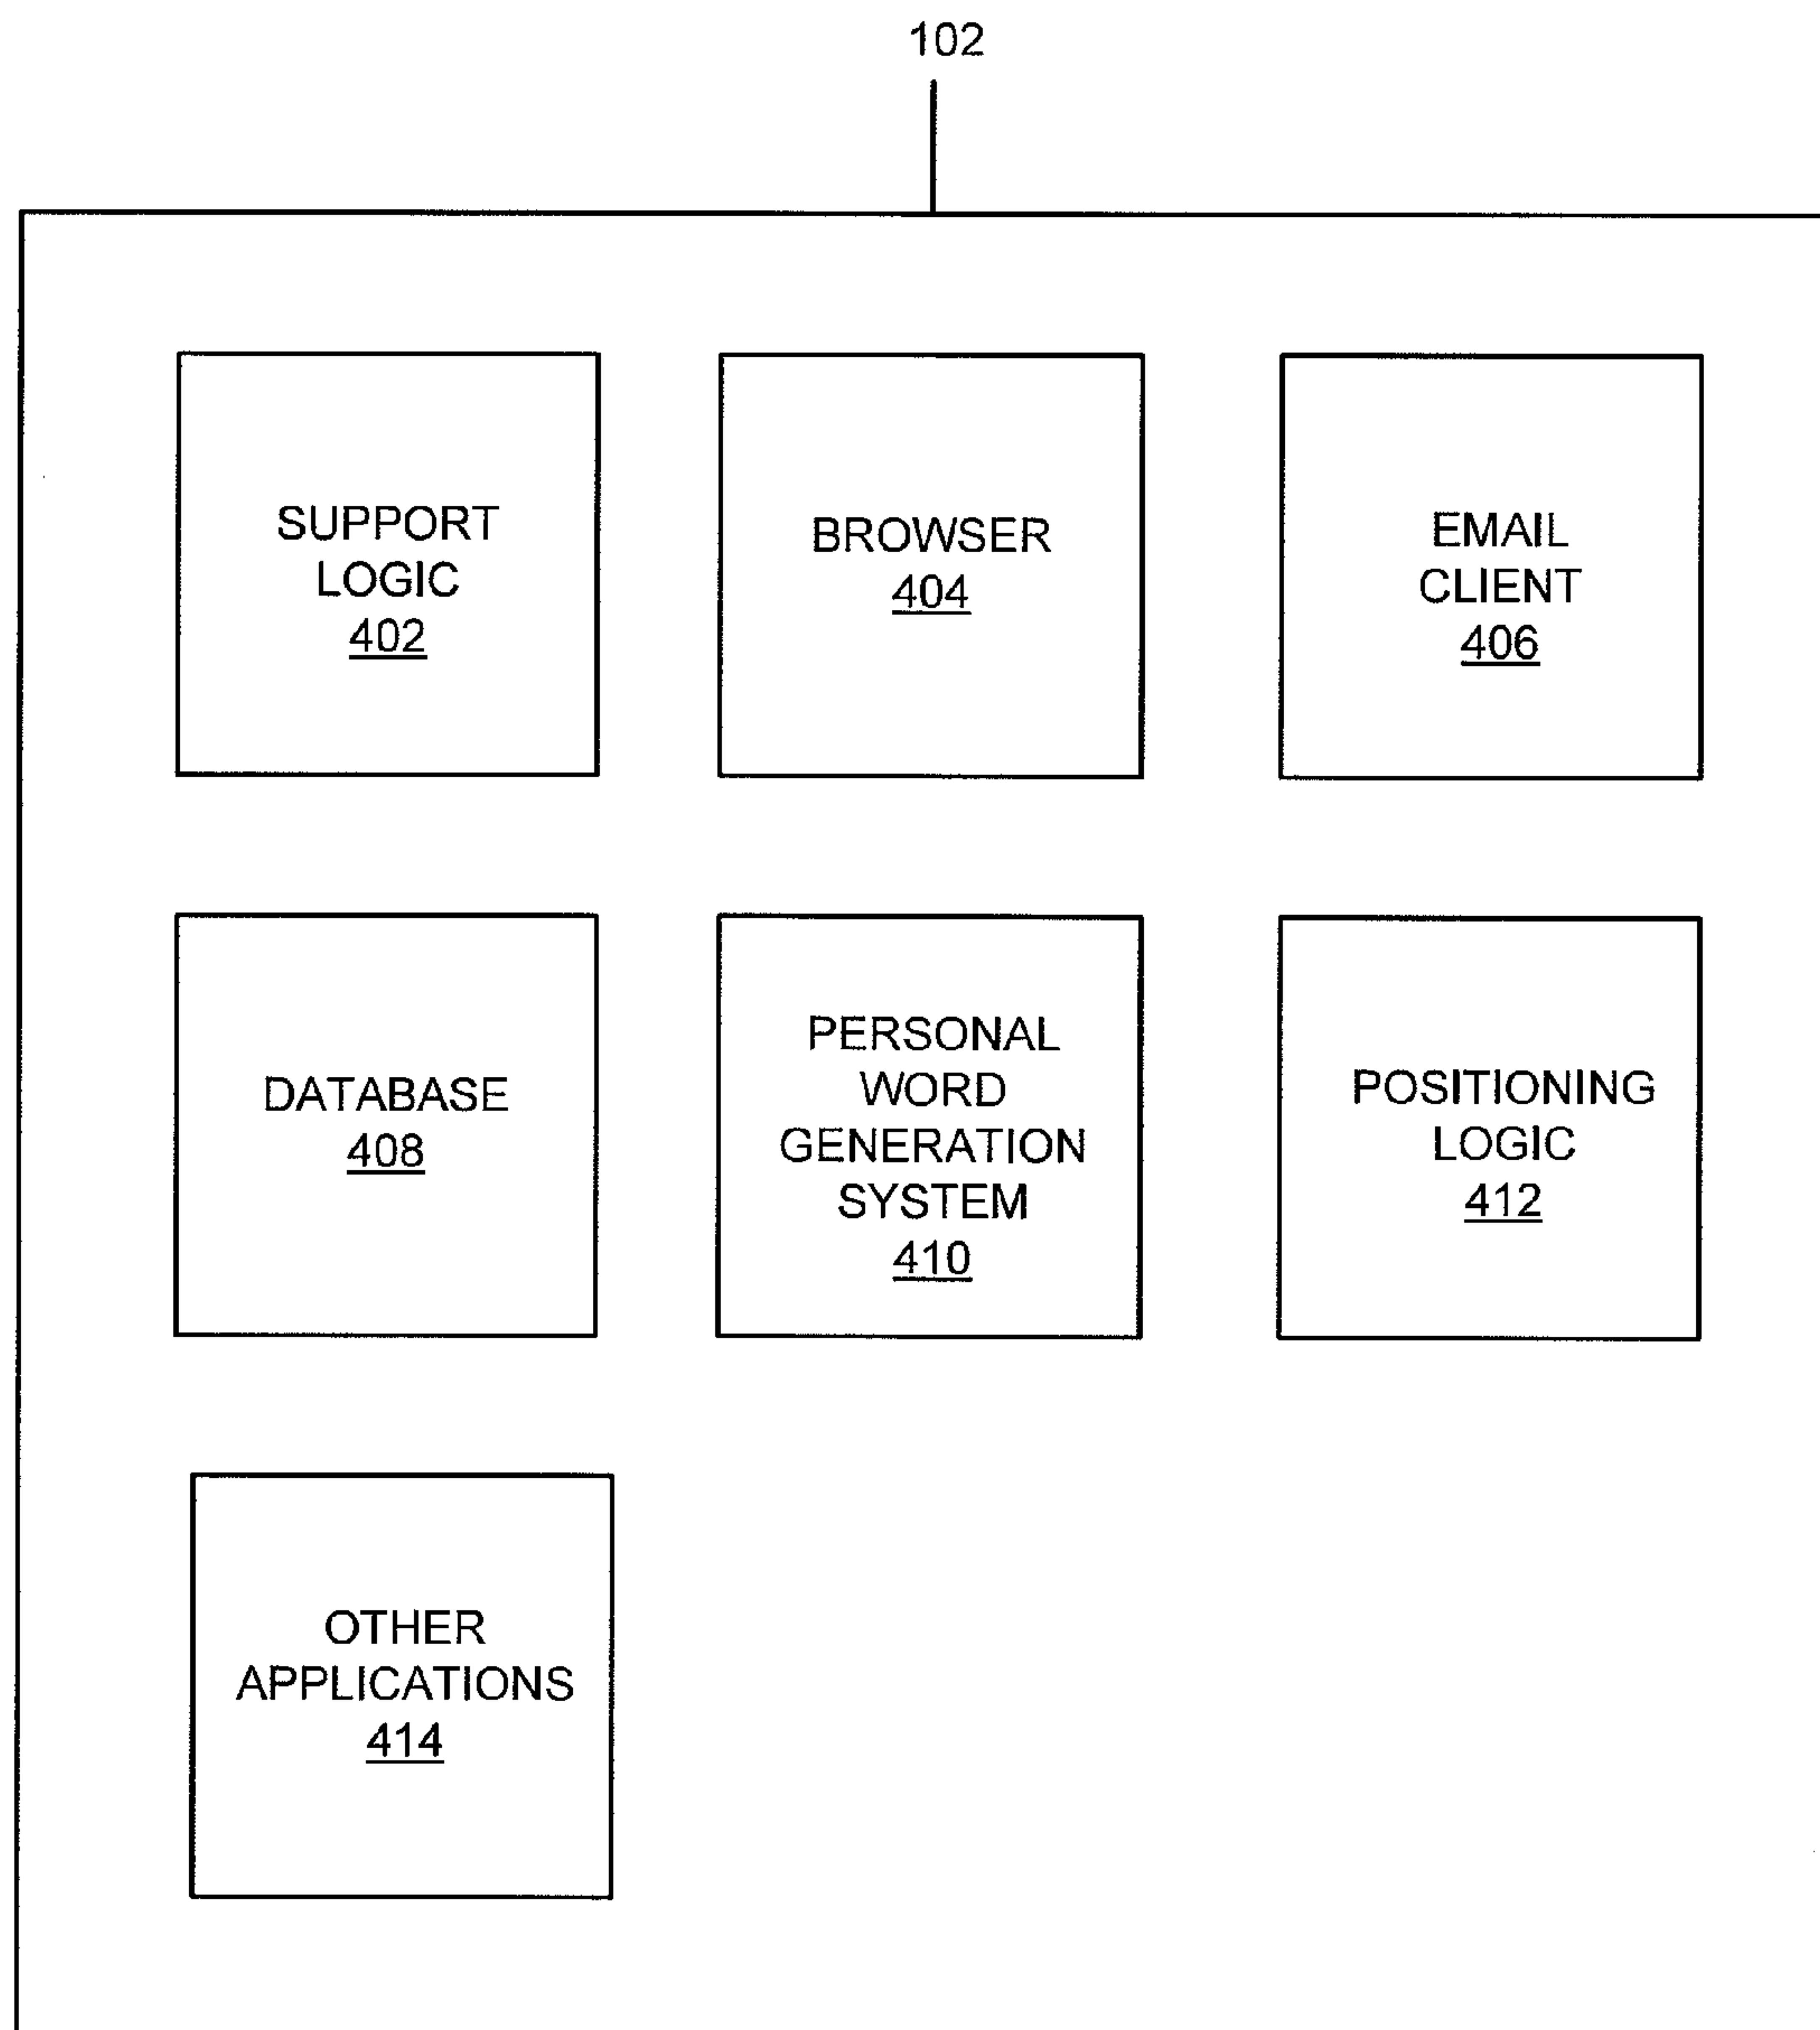 102
SUPPORT
LOGIC
402
BROWSER
404
EMAIL
CLIENT
406
DATABASE
408
PERSONAL
WORD
GENERATION
SYSTEM
410
POSITIONING
LOGIC
412
OTHER
APPLICATIONS
414